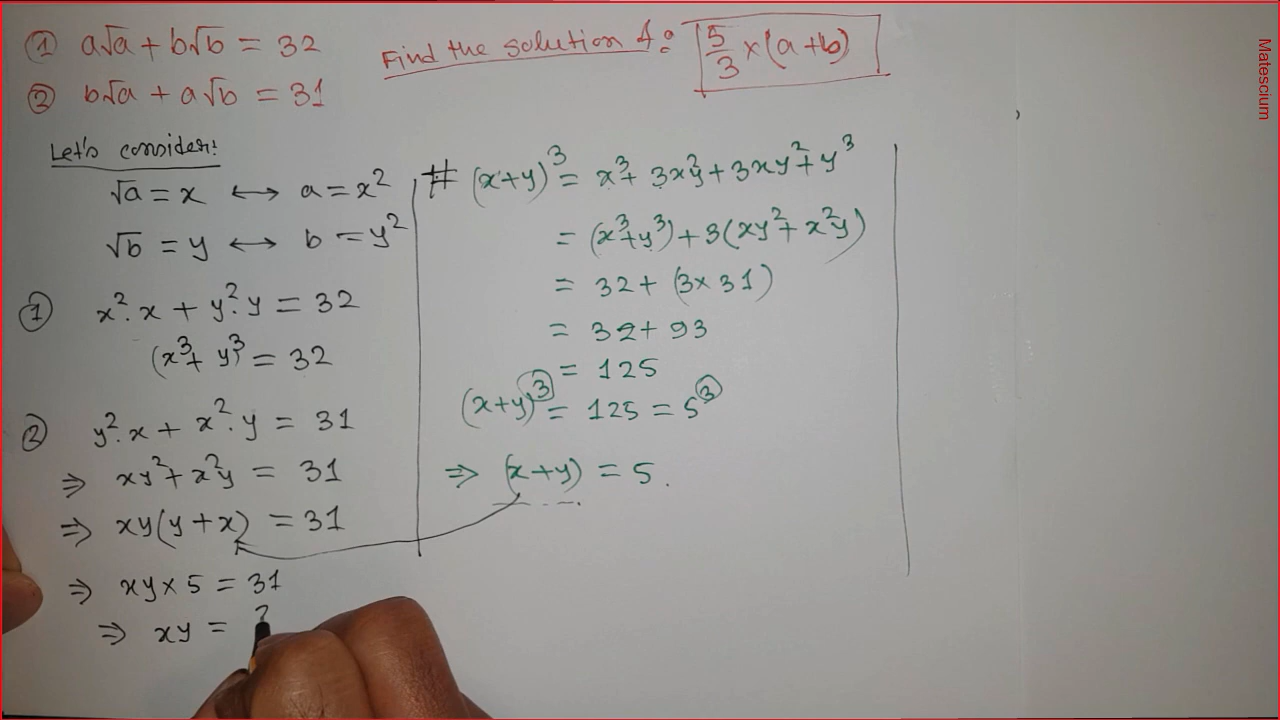 ① a√a + b√b = 32
② b√a + a√b = 31
Find the solution of: 5/3 × (a+b)
Matescium
Let's consider:
√a = x ↔ a = x²
√b = y ↔ b = y²
① x².x + y².y = 32
(x³+ y³) = 32
② y².x + x².y = 31
⇒ xy²+ x²y = 31
⇒ xy(y+x) = 31
⇒ xy × 5 = 31
⇒ xy =
# (x+y)³ = x³+ 3x²y + 3xy²+ y³
= (x³+y³) + 3(xy²+ x²y)
= 32 + (3×31)
= 32 + 93
= 125
(x+y)³ = 125 = 5³
⇒ (x+y) = 5.